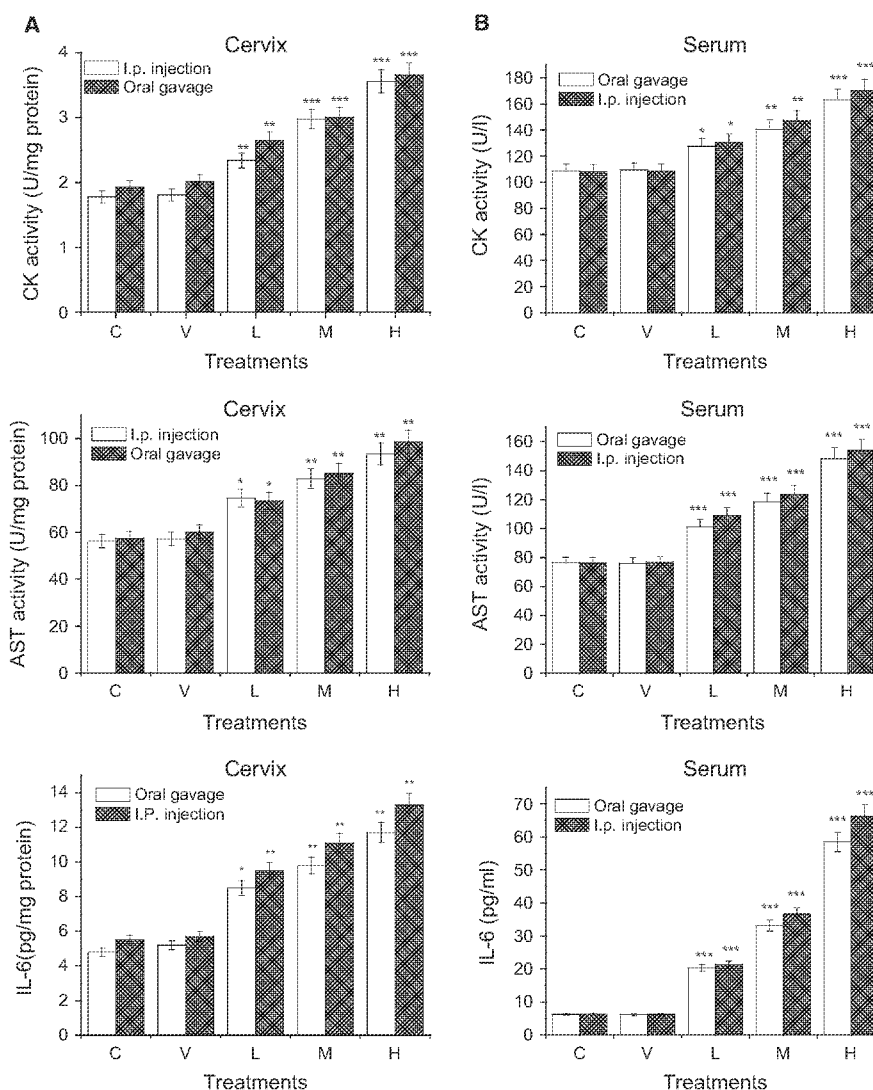 A
Cervix
I.p. injection
Oral gavage
CK activity (U/mg protein)
4
3
2
1
0
***
***
***
***
**
**
C V L M H
Treatments
B
Serum
Oral gavage
I.p. injection
CK activity (U/l)
180
160
140
120
100
80
60
40
20
0
***
***
**
**
*
*
C V L M H
Treatments
Cervix
I.p. injection
Oral gavage
AST activity (U/mg protein)
100
80
60
40
20
0
**
**
**
**
*
*
C V L M H
Treatments
Serum
Oral gavage
I.p. injection
AST activity (U/l)
160
140
120
100
80
60
40
20
0
***
***
***
***
***
***
C V L M H
Treatments
Cervix
Oral gavage
I.P. injection
IL-6(pg/mg protein)
14
12
10
8
6
4
2
0
**
**
**
**
**
*
C V L M H
Treatments
Serum
Oral gavage
I.p. injection
IL-6 (pg/ml)
70
60
50
40
30
20
10
0
***
***
***
***
***
***
C V L M H
Treatments